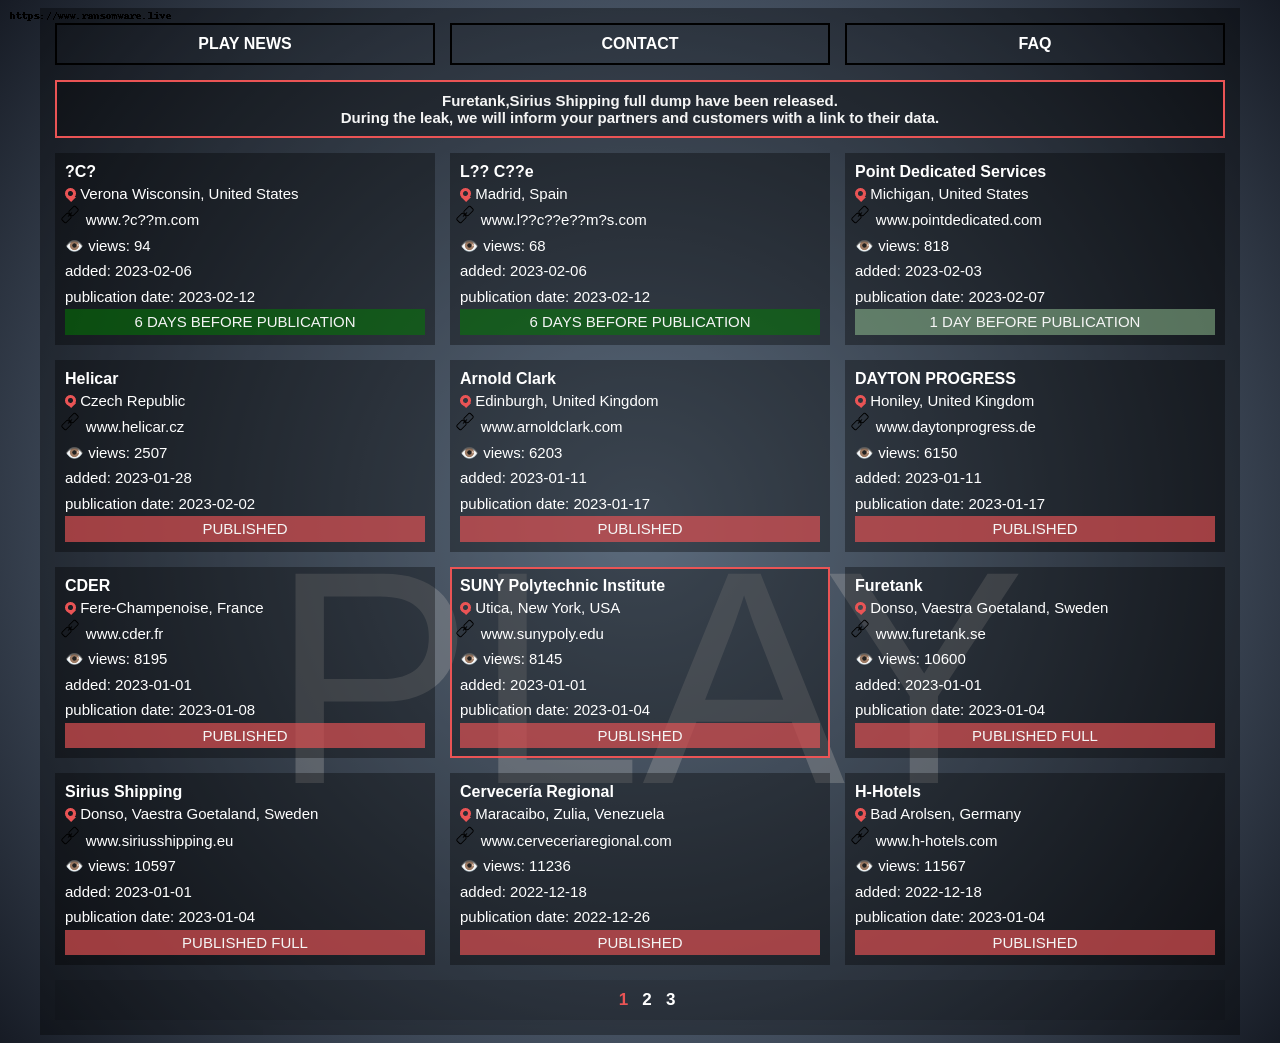 https://www.ransomware.live
PLAY NEWS
CONTACT
FAQ
Furetank,Sirius Shipping full dump have been released.
During the leak, we will inform your partners and customers with a link to their data.
?C?
Verona Wisconsin, United States
www.?c??m.com
views: 94
added: 2023-02-06
publication date: 2023-02-12
6 DAYS BEFORE PUBLICATION
L?? C??e
Madrid, Spain
www.l??c??e??m?s.com
views: 68
added: 2023-02-06
publication date: 2023-02-12
6 DAYS BEFORE PUBLICATION
Point Dedicated Services
Michigan, United States
www.pointdedicated.com
views: 818
added: 2023-02-03
publication date: 2023-02-07
1 DAY BEFORE PUBLICATION
Helicar
Czech Republic
www.helicar.cz
views: 2507
added: 2023-01-28
publication date: 2023-02-02
PUBLISHED
Arnold Clark
Edinburgh, United Kingdom
www.arnoldclark.com
views: 6203
added: 2023-01-11
publication date: 2023-01-17
PUBLISHED
DAYTON PROGRESS
Honiley, United Kingdom
www.daytonprogress.de
views: 6150
added: 2023-01-11
publication date: 2023-01-17
PUBLISHED
CDER
Fere-Champenoise, France
www.cder.fr
views: 8195
added: 2023-01-01
publication date: 2023-01-08
PUBLISHED
SUNY Polytechnic Institute
Utica, New York, USA
www.sunypoly.edu
views: 8145
added: 2023-01-01
publication date: 2023-01-04
PUBLISHED
Furetank
Donso, Vaestra Goetaland, Sweden
www.furetank.se
views: 10600
added: 2023-01-01
publication date: 2023-01-04
PUBLISHED FULL
PLAY
Sirius Shipping
Donso, Vaestra Goetaland, Sweden
www.siriusshipping.eu
views: 10597
added: 2023-01-01
publication date: 2023-01-04
PUBLISHED FULL
Cervecería Regional
Maracaibo, Zulia, Venezuela
www.cerveceriaregional.com
views: 11236
added: 2022-12-18
publication date: 2022-12-26
PUBLISHED
H-Hotels
Bad Arolsen, Germany
www.h-hotels.com
views: 11567
added: 2022-12-18
publication date: 2023-01-04
PUBLISHED
1 2 3